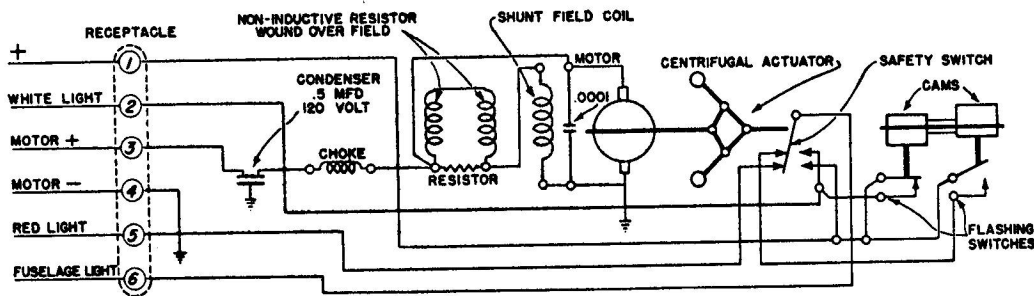 RECEPTACLE
+
1
WHITE LIGHT
2
MOTOR +
3
MOTOR –
4
RED LIGHT
5
FUSELAGE LIGHT
6
CONDENSER
.5 MFD
120 VOLT
CHOKE
NON-INDUCTIVE RESISTOR
WOUND OVER FIELD
RESISTOR
SHUNT FIELD COIL
MOTOR
.0001
CENTRIFUGAL ACTUATOR
SAFETY SWITCH
CAMS
FLASHING
SWITCHES